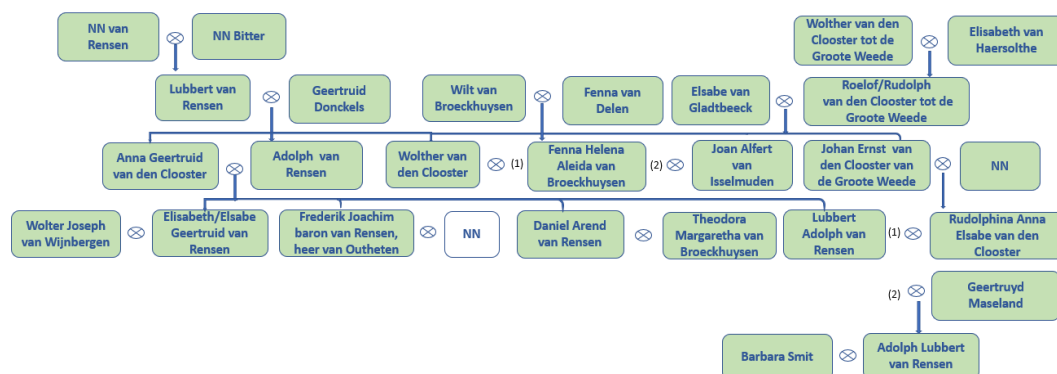 NN van
Rensen
NN Bitter
Wolther van den
Clooster tot de
Groote Weede
Elisabeth van
Haersolthe
Lubbert van
Rensen
Geertruid
Donckels
Wilt van
Broeckhuysen
Fenna van
Delen
Elsabe van
Gladtbeeck
Roelof/Rudolph
van den Clooster tot de
Groote Weede
Anna Geertruid
van den Clooster
Adolph van
Rensen
Wolther van
den Clooster
(1)
Fenna Helena
Aleida van
Broeckhuysen
(2)
Joan Alfert
van
Isselmuden
Johan Ernst van
den Clooster van
de Groote Weede
NN
Wolter Joseph
van Wijnbergen
Elisabeth/Elsabe
Geertruid van
Rensen
Frederik Joachim
baron van Rensen,
heer van Outheten
NN
Daniel Arend
van Rensen
Theodora
Margaretha van
Broeckhuysen
Lubbert
Adolph van
Rensen
(1)
Rudolphina Anna
Elsabe van den
Clooster
(2)
Geertruyd
Maseland
Barbara Smit
Adolph Lubbert
van Rensen